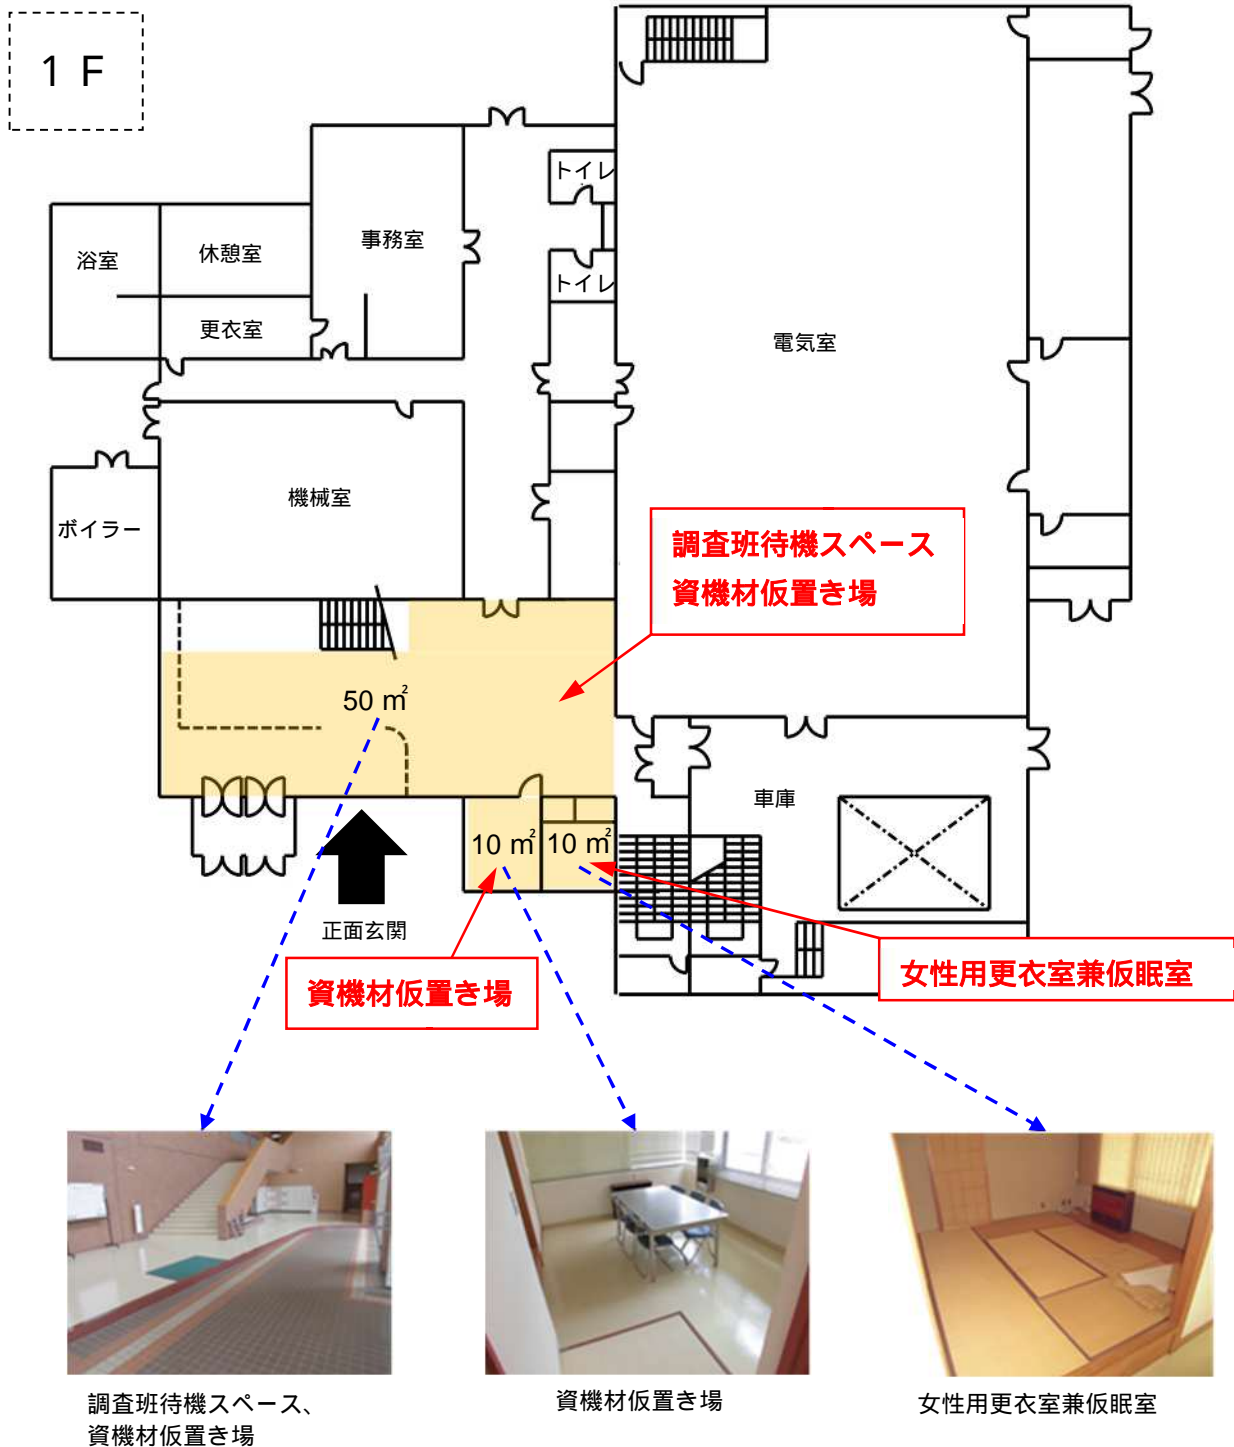 1 F
トイレ
浴室
休憩室
事務室
トイレ
更衣室
電気室
機械室
ボイラー
調査班待機スペース
資機材仮置き場
50 ㎡
車庫
10 ㎡
10 ㎡
正面玄関
資機材仮置き場
女性用更衣室兼仮眠室
調査班待機スペース、
資機材仮置き場
資機材仮置き場
女性用更衣室兼仮眠室